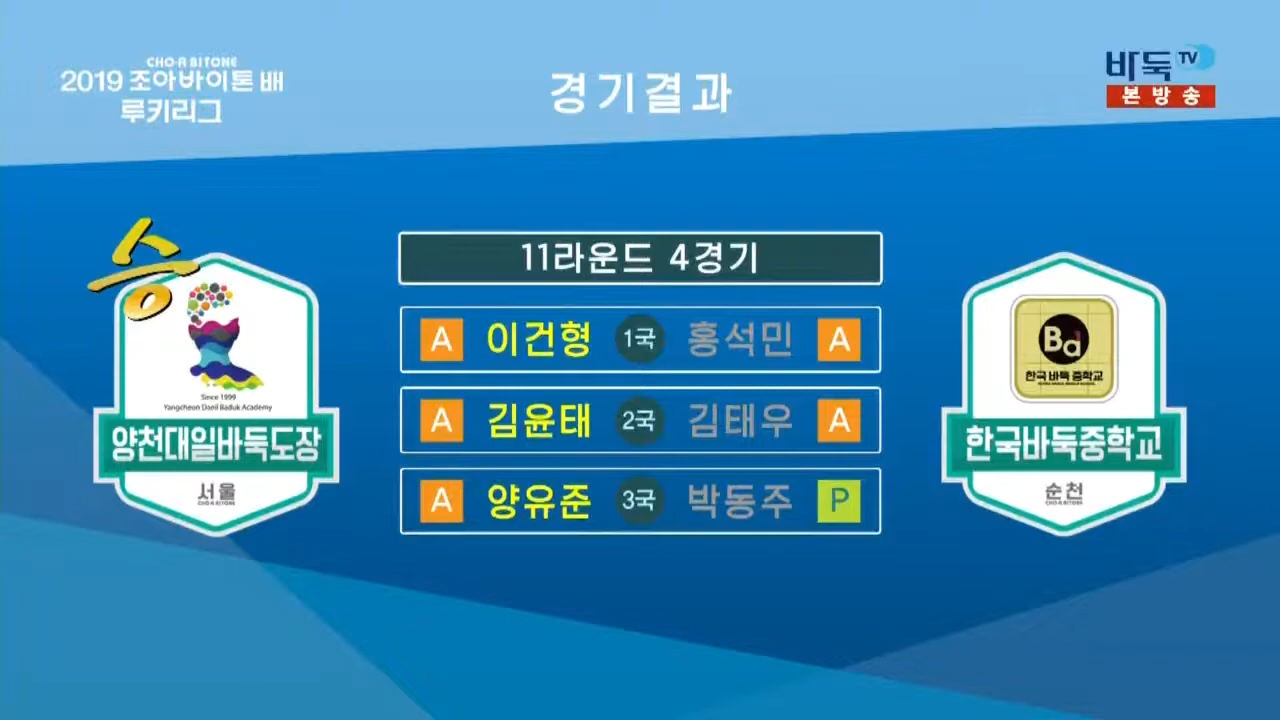 CHO-A BITONE
2019 조아바이톤 배
루키리그
경기결과
바둑TV
본방송
승
11라운드 4경기
A 이건형 1국 홍석민 A
A 김윤태 2국 김태우 A
A 양유준 3국 박동주 P
Since 1999
Yangcheon Daeil Baduk Academy
양천대일바둑도장
서울
CHO-A BITONE
Bd
한국 바둑 중학교
한국바둑중학교
순천
CHO-A BITONE